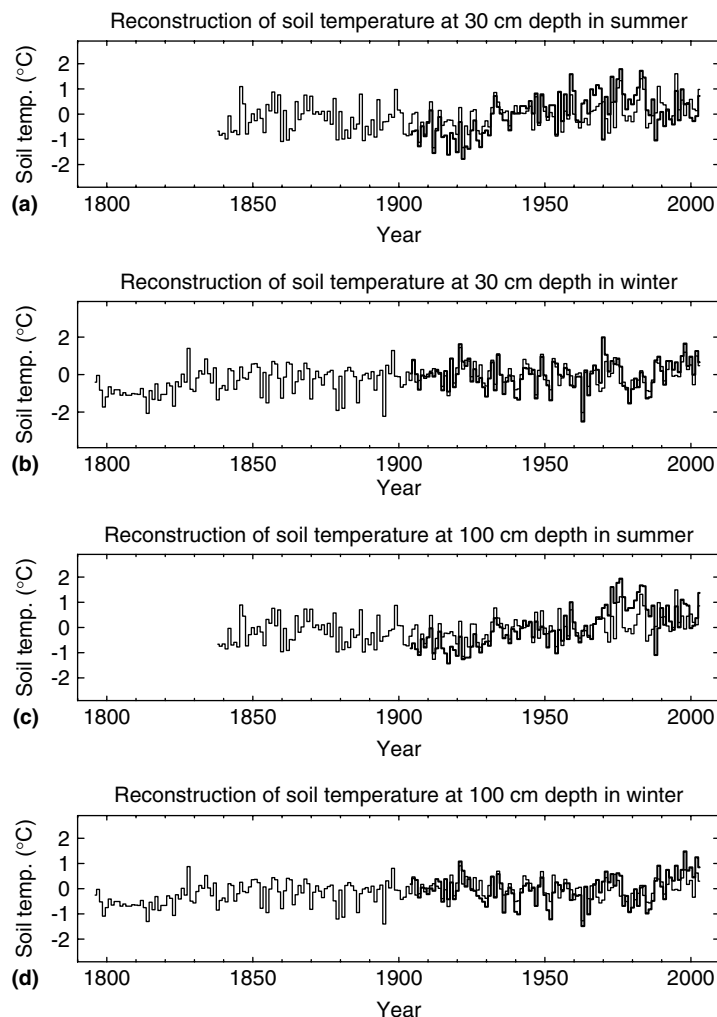 Reconstruction of soil temperature at 30 cm depth in summer
Soil temp. (°C)
2
1
0
-1
-2
1800 1850 1900 1950 2000
(a)
Year
Reconstruction of soil temperature at 30 cm depth in winter
Soil temp. (°C)
2
0
-2
1800 1850 1900 1950 2000
(b)
Year
Reconstruction of soil temperature at 100 cm depth in summer
Soil temp. (°C)
2
1
0
-1
-2
1800 1850 1900 1950 2000
(c)
Year
Reconstruction of soil temperature at 100 cm depth in winter
Soil temp. (°C)
2
1
0
-1
-2
1800 1850 1900 1950 2000
(d)
Year